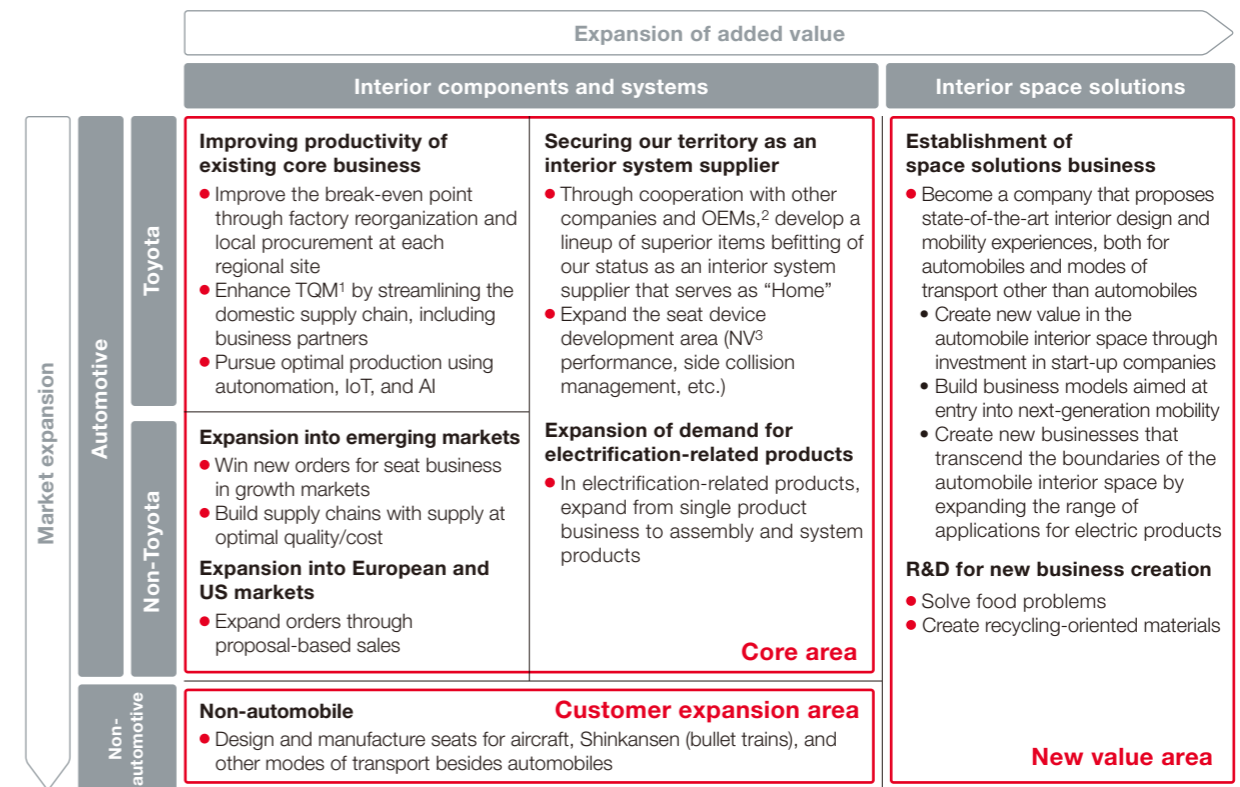 Expansion of added value
Interior components and systems
Interior space solutions
Market expansion
Automotive
Toyota
Non-Toyota
Non-
automotive
Improving productivity of
existing core business
● Improve the break-even point
through factory reorganization and
local procurement at each
regional site
● Enhance TQM¹ by streamlining the
domestic supply chain, including
business partners
● Pursue optimal production using
autonomation, IoT, and AI
Expansion into emerging markets
● Win new orders for seat business
in growth markets
● Build supply chains with supply at
optimal quality/cost
Expansion into European and
US markets
● Expand orders through
proposal-based sales
Securing our territory as an
interior system supplier
● Through cooperation with other
companies and OEMs,² develop a
lineup of superior items befitting of
our status as an interior system
supplier that serves as “Home”
● Expand the seat device
development area (NV³
performance, side collision
management, etc.)
Expansion of demand for
electrification-related products
● In electrification-related products,
expand from single product
business to assembly and system
products
Core area
Non-automobile
Customer expansion area
● Design and manufacture seats for aircraft, Shinkansen (bullet trains), and
other modes of transport besides automobiles
Establishment of
space solutions business
● Become a company that proposes
state-of-the-art interior design and
mobility experiences, both for
automobiles and modes of
transport other than automobiles
• Create new value in the
automobile interior space through
investment in start-up companies
• Build business models aimed at
entry into next-generation mobility
• Create new businesses that
transcend the boundaries of the
automobile interior space by
expanding the range of
applications for electric products
R&D for new business creation
● Solve food problems
● Create recycling-oriented materials
New value area